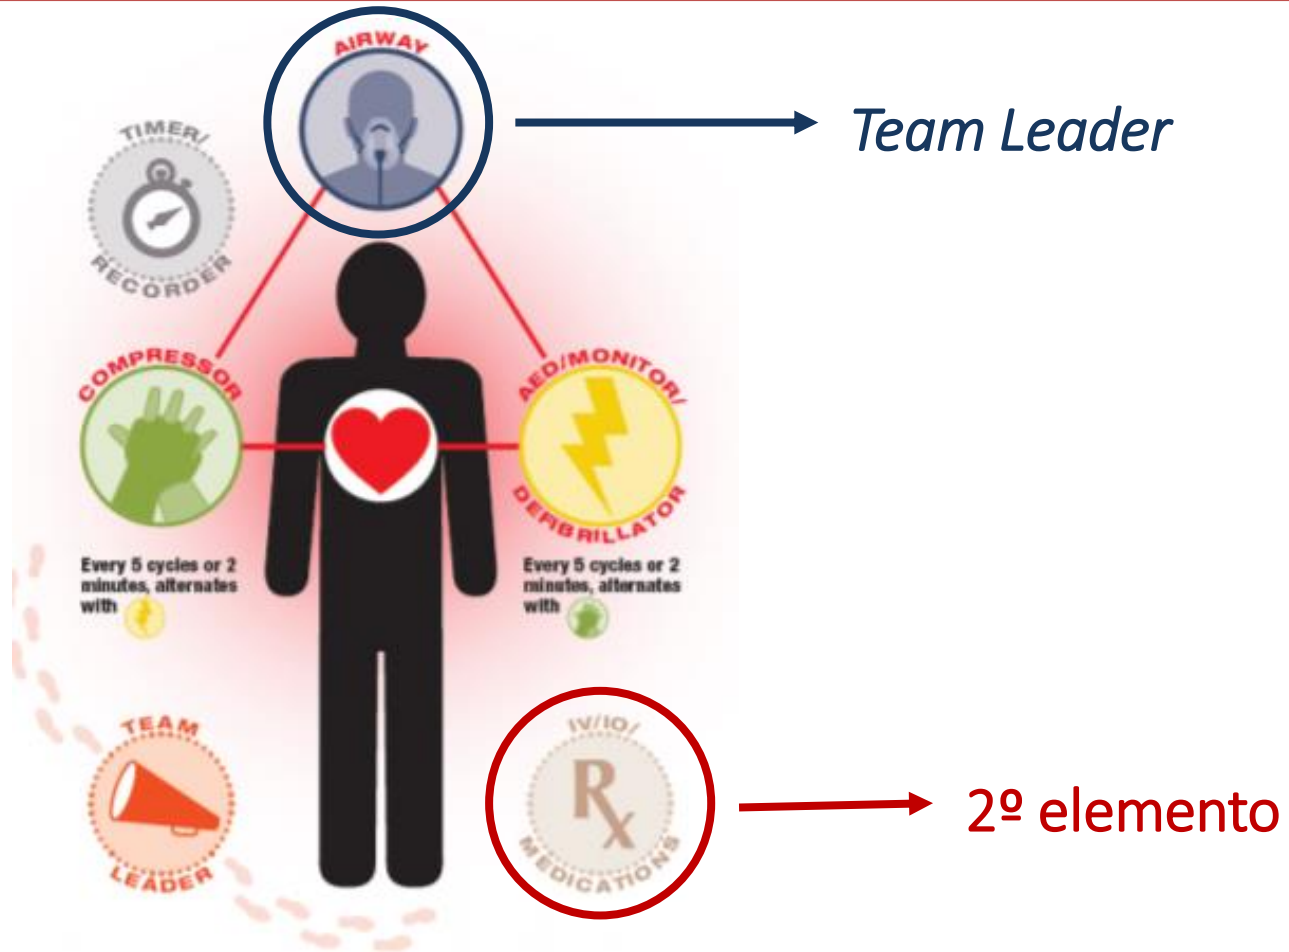 AIRWAY
Team Leader
TIMER/
RECORDER
COMPRESSOR
AED/MONITOR/
DEFIBRILLATOR
Every 5 cycles or 2
minutes, alternates
with
Every 5 cycles or 2
minutes, alternates
with
TEAM
LEADER
IV/IO/
Rx
MEDICATIONS
2º elemento